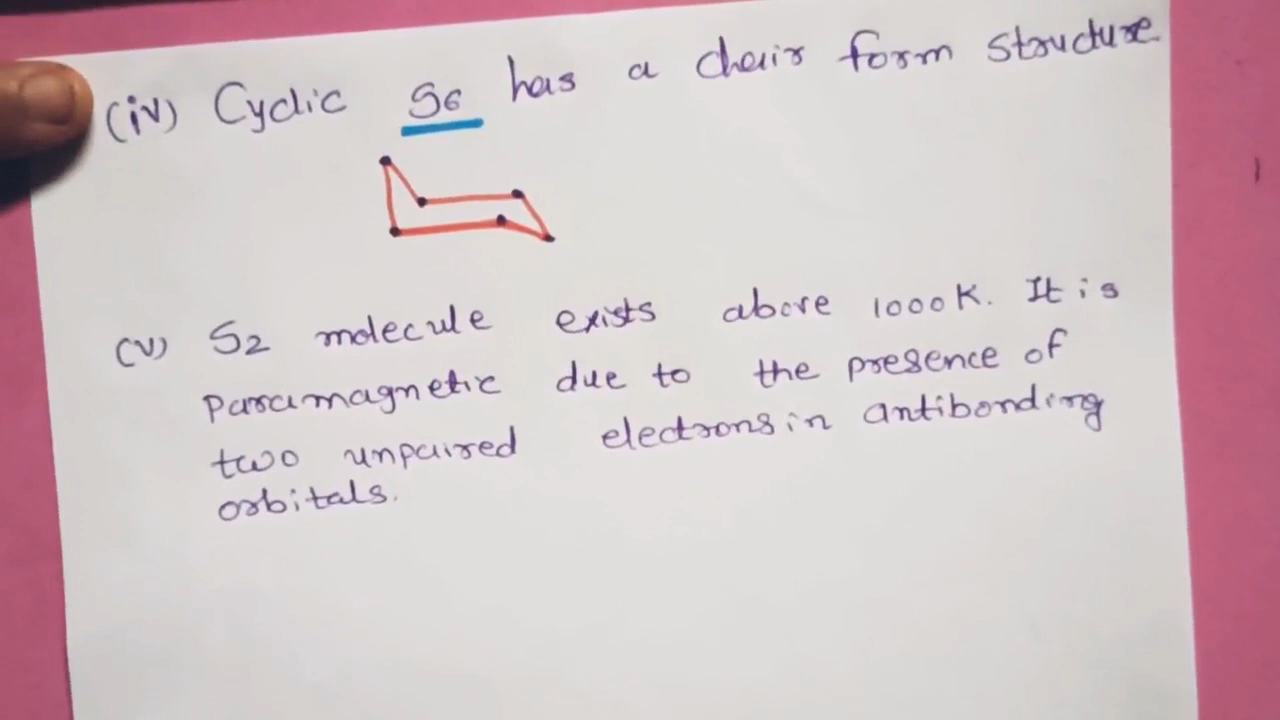 (iv) Cyclic S6 has a chair form structure.
(v) S2 molecule exists above 1000K. It is
paramagnetic due to the presence of
two unpaired electrons in antibonding
orbitals.